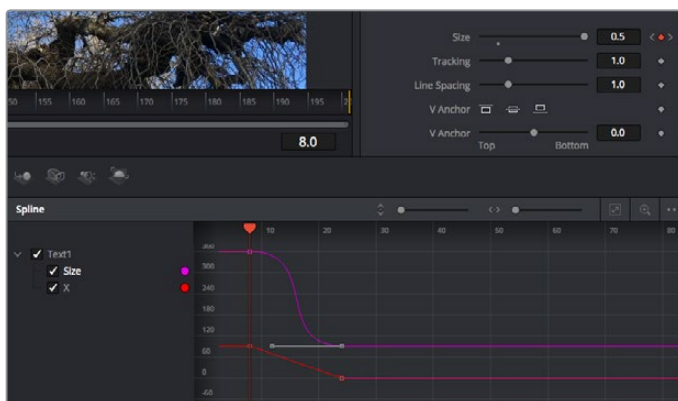 Size 0.5
Tracking 1.0
Line Spacing 1.0
V Anchor
V Anchor 0.0
Top Bottom
50 155 160 165 170 175 180 185 190 195
8.0
Spline
10 20 30 40 50 60 70 80
Text1
Size
X
360
300
240
180
120
60
0
-60